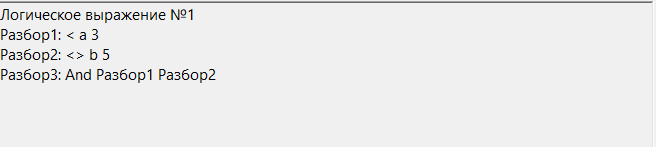 Логическое выражение №1
Разбор1: < a 3
Разбор2: <> b 5
Разбор3: And Разбор1 Разбор2